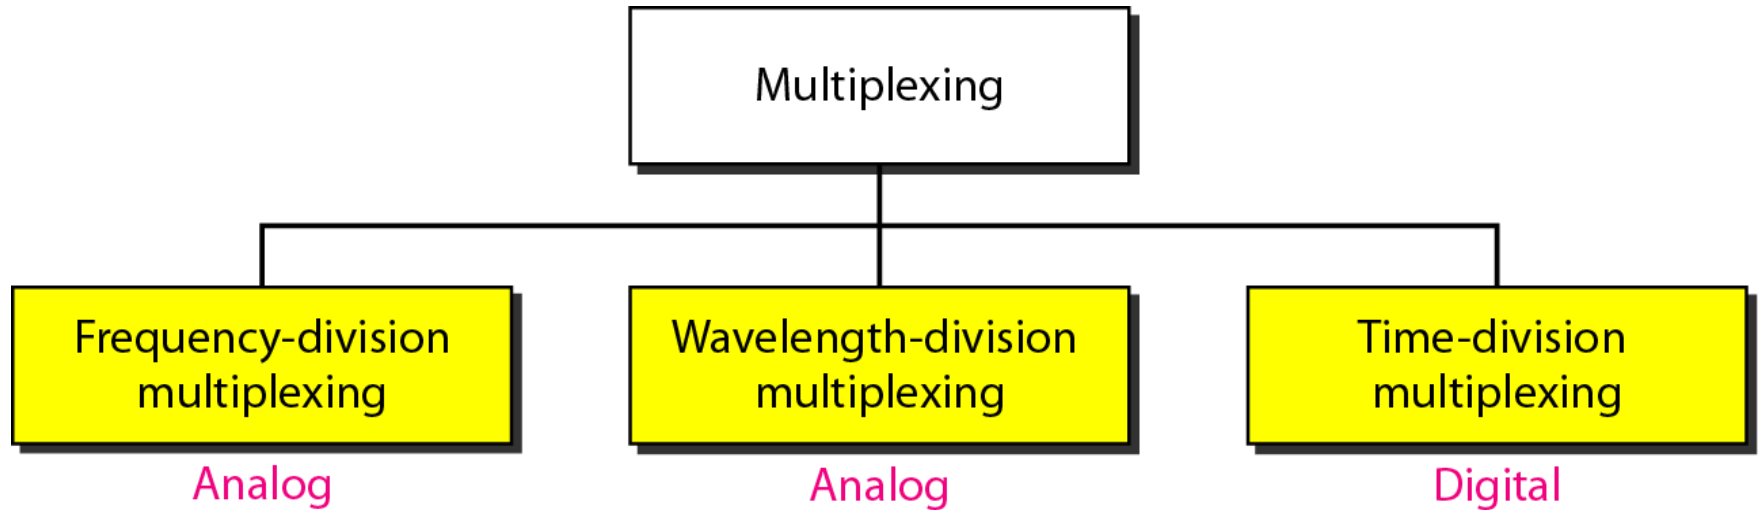 Multiplexing
Frequency-division
multiplexing
Wavelength-division
multiplexing
Time-division
multiplexing
Analog
Analog
Digital